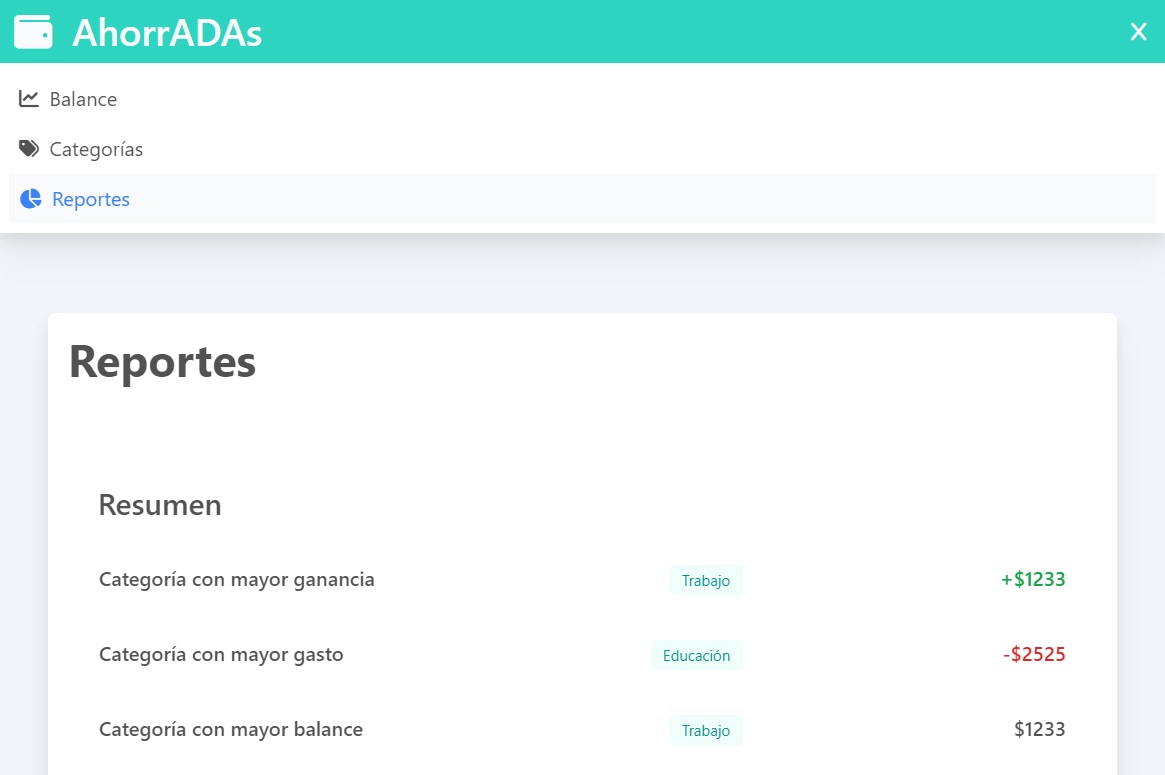 AhorrADAs
Balance
Categorías
Reportes
Reportes
Resumen
Categoría con mayor ganancia Trabajo +$1233
Categoría con mayor gasto Educación -$2525
Categoría con mayor balance Trabajo $1233